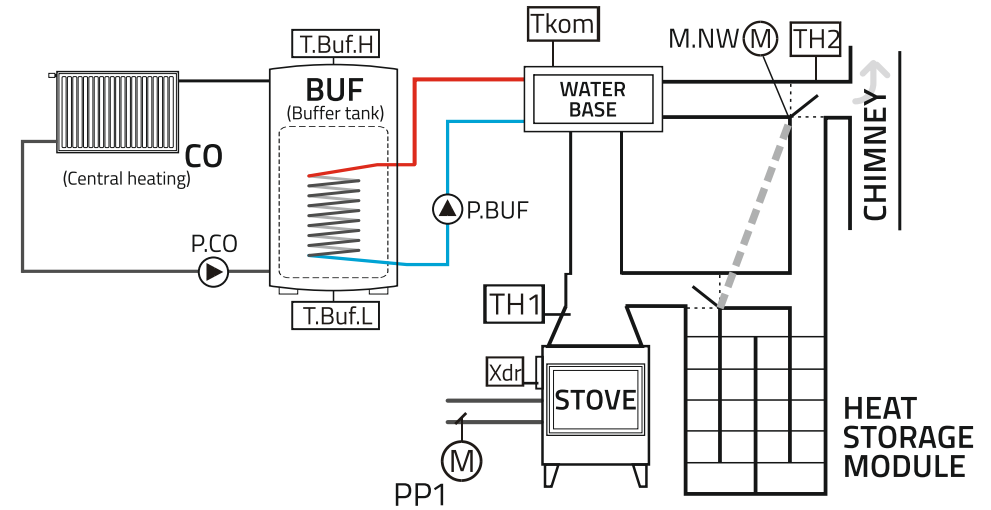 Tkom
M.NW
M
TH2
T.Buf.H
BUF
(Buffer tank)
WATER
BASE
CHIMNEY
CO
(Central heating)
P.BUF
P.CO
T.Buf.L
TH1
Xdr
STOVE
HEAT
STORAGE
MODULE
M
PP1